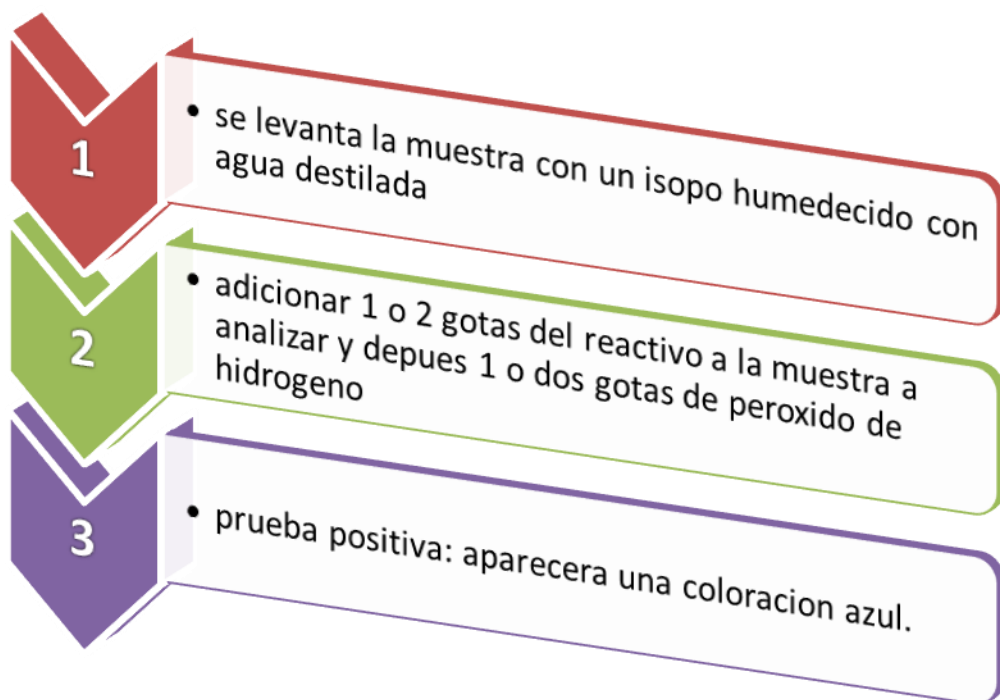 1
• se levanta la muestra con un isopo humedecido con
agua destilada
2
• adicionar 1 o 2 gotas del reactivo a la muestra a
analizar y depues 1 o dos gotas de peroxido de
hidrogeno
3
• prueba positiva: aparecera una coloracion azul.